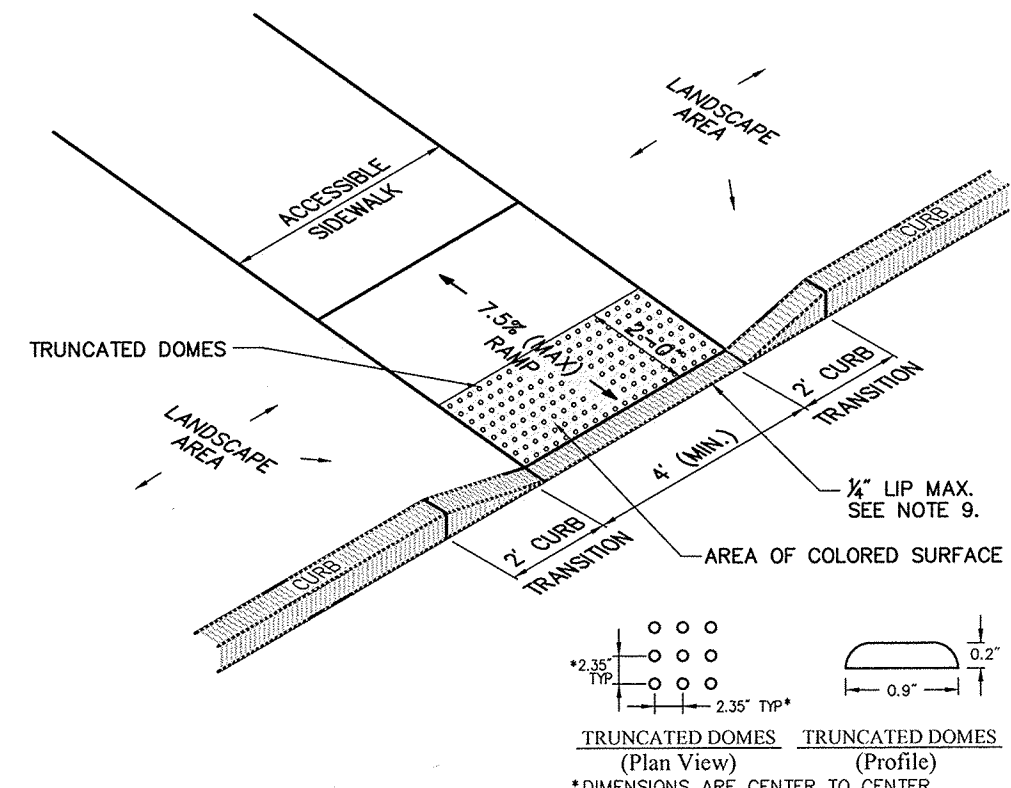 LANDSCAPE
AREA
ACCESSIBLE
SIDEWALK
CURB
7.5% (MAX)
RAMP
2'-0"
TRUNCATED DOMES
2' CURB
TRANSITION
LANDSCAPE
AREA
4' (MIN.)
¼" LIP MAX.
SEE NOTE 9.
2' CURB
TRANSITION
AREA OF COLORED SURFACE
CURB
*2.35"
TYP
2.35" TYP*
0.2"
0.9"
TRUNCATED DOMES
(Plan View)
TRUNCATED DOMES
(Profile)
*DIMENSIONS ARE CENTER TO CENTER